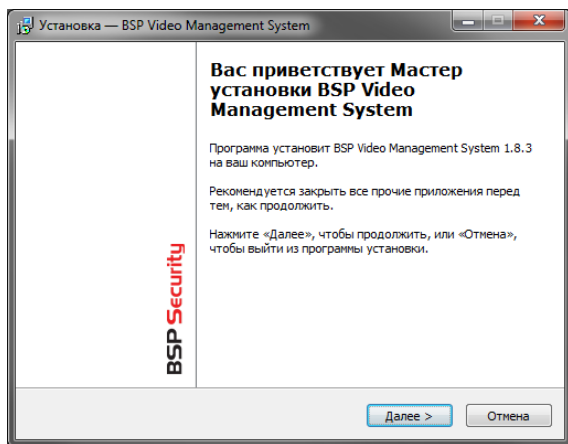 Установка — BSP Video Management System
Вас приветствует Мастер
установки BSP Video
Management System
Программа установит BSP Video Management System 1.8.3
на ваш компьютер.
Рекомендуется закрыть все прочие приложения перед
тем, как продолжить.
Нажмите «Далее», чтобы продолжить, или «Отмена»,
чтобы выйти из программы установки.
BSP Security
Далее >
Отмена